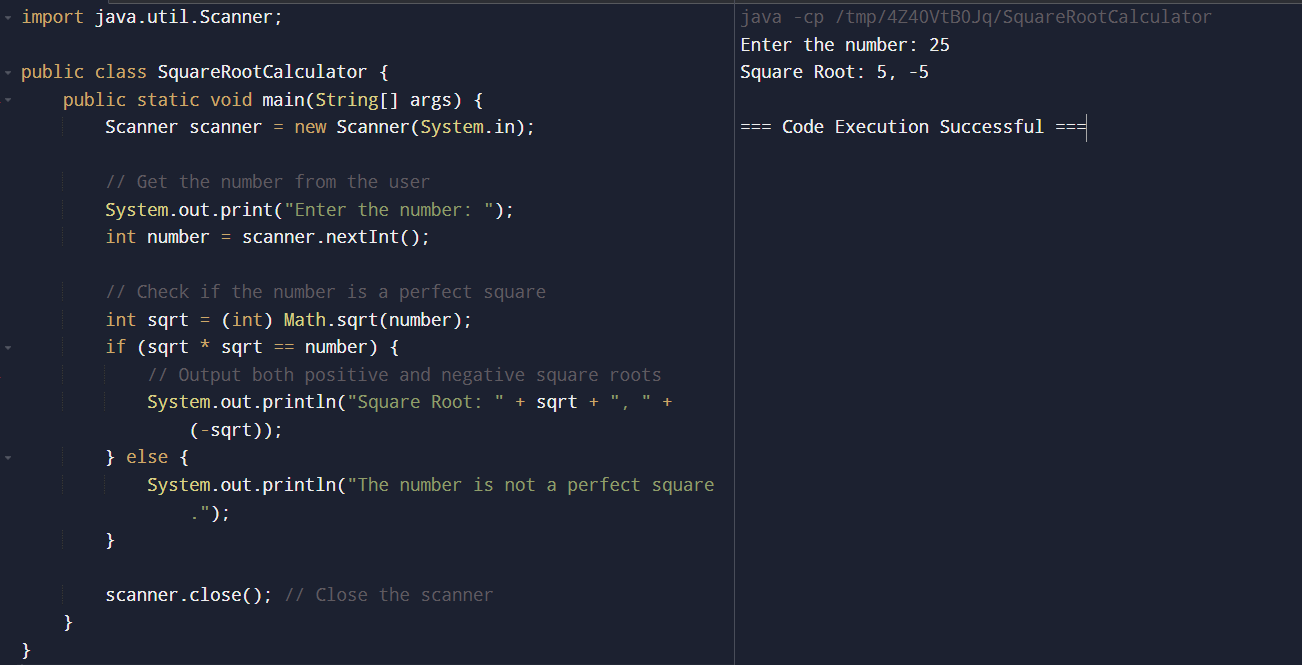 import java.util.Scanner;
public class SquareRootCalculator {
public static void main(String[] args) {
Scanner scanner = new Scanner(System.in);
// Get the number from the user
System.out.print("Enter the number: ");
int number = scanner.nextInt();
// Check if the number is a perfect square
int sqrt = (int) Math.sqrt(number);
if (sqrt * sqrt == number) {
// Output both positive and negative square roots
System.out.println("Square Root: " + sqrt + ", " +
(-sqrt));
} else {
System.out.println("The number is not a perfect square
.");
}
scanner.close(); // Close the scanner
}
}
java -cp /tmp/4Z4OVtB0Jq/SquareRootCalculator
Enter the number: 25
Square Root: 5, -5
=== Code Execution Successful ===